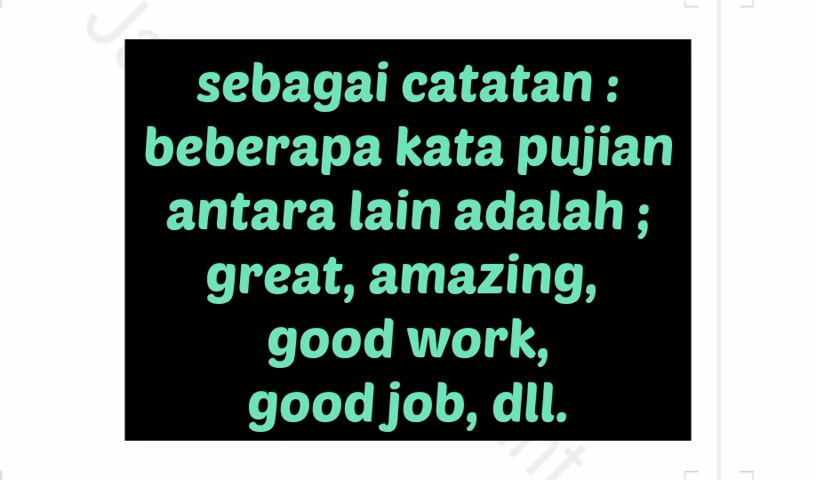 sebagai catatan :
beberapa kata pujian
antara lain adalah ;
great, amazing,
good work,
good job, dll.